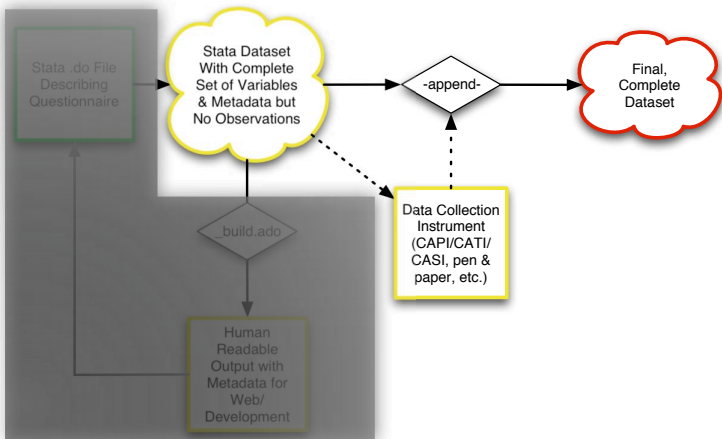 Stata .do File
Describing
Questionnaire
Stata Dataset
With Complete
Set of Variables
& Metadata but
No Observations
-append-
Final,
Complete
Dataset
Data Collection
Instrument
(CAPI/CATI/
CASI, pen &
paper, etc.)
_build.ado
Human
Readable
Output with
Metadata for
Web/
Development